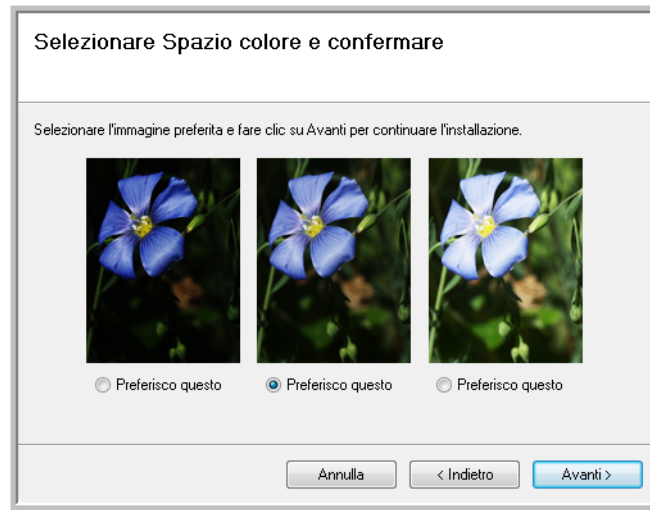 Selezionare Spazio colore e confermare
Selezionare l'immagine preferita e fare clic su Avanti per continuare l'installazione.
Preferisco questo Preferisco questo Preferisco questo
Annulla < Indietro Avanti >